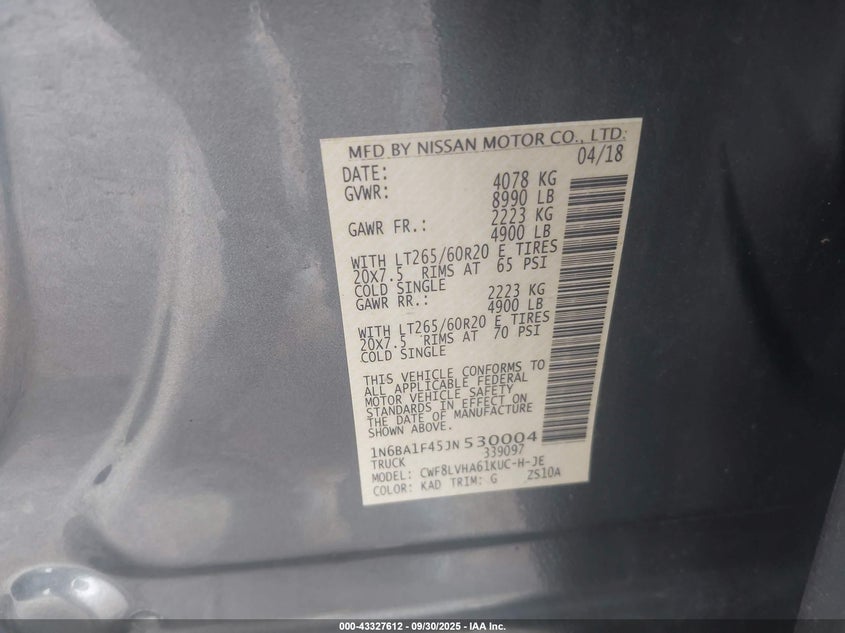 MFD BY NISSAN MOTOR CO., LTD.
DATE: 04/18
GVWR: 4078 KG
8990 LB
GAWR FR.: 2223 KG
4900 LB
WITH LT265/60R20 E TIRES
20x7.5 RIMS AT 65 PSI
COLD SINGLE
GAWR RR.: 2223 KG
4900 LB
WITH LT265/60R20 E TIRES
20x7.5 RIMS AT 70 PSI
COLD SINGLE
THIS VEHICLE CONFORMS TO
ALL APPLICABLE FEDERAL
MOTOR VEHICLE SAFETY
STANDARDS IN EFFECT ON
THE DATE OF MANUFACTURE
SHOWN ABOVE.
1N6BA1F45JN530004
TRUCK 339097
MODEL: CWF8LVHA61KUC-H-JE
COLOR: KAD TRIM: G ZS10A
000-43327612 - 09/30/2025 - IAA Inc.